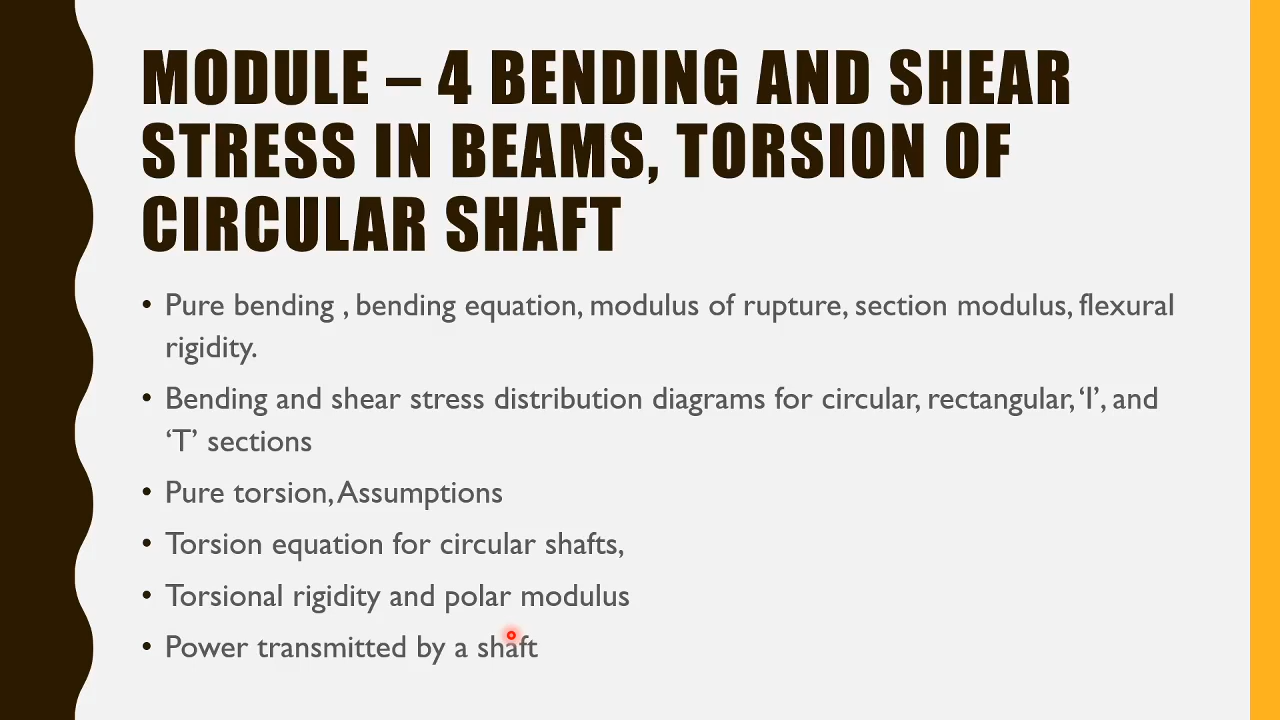 MODULE – 4 BENDING AND SHEAR
STRESS IN BEAMS, TORSION OF
CIRCULAR SHAFT
• Pure bending , bending equation, modulus of rupture, section modulus, flexural
rigidity.
• Bending and shear stress distribution diagrams for circular, rectangular, ‘I’, and
‘T’ sections
• Pure torsion, Assumptions
• Torsion equation for circular shafts,
• Torsional rigidity and polar modulus
• Power transmitted by a shaft